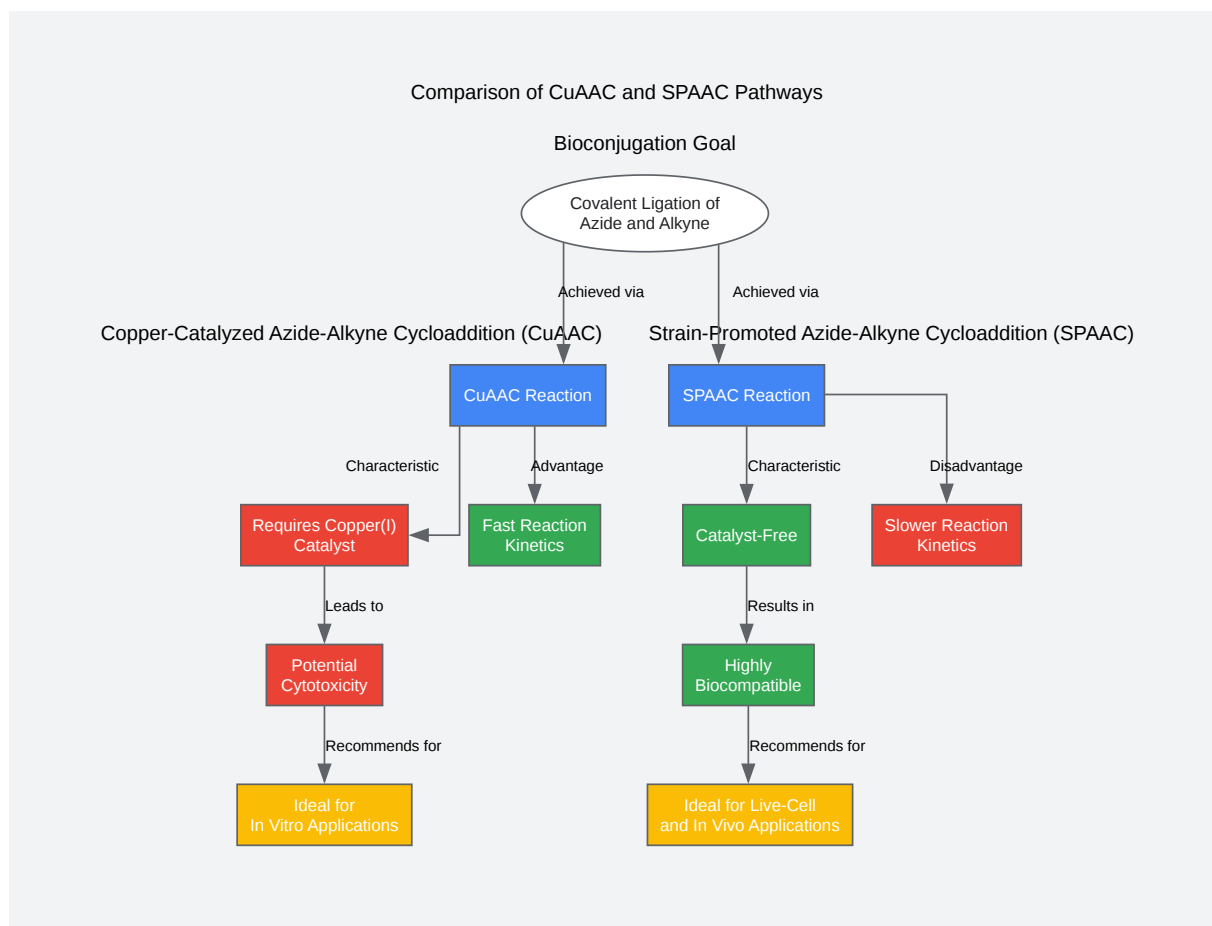 Comparison of CuAAC and SPAAC Pathways
Bioconjugation Goal
Covalent Ligation of
Azide and Alkyne
Achieved via
Achieved via
Copper-Catalyzed Azide-Alkyne Cycloaddition (CuAAC)
Strain-Promoted Azide-Alkyne Cycloaddition (SPAAC)
CuAAC Reaction
SPAAC Reaction
Characteristic
Advantage
Characteristic
Disadvantage
Requires Copper(I)
Catalyst
Fast Reaction
Kinetics
Catalyst-Free
Slower Reaction
Kinetics
Leads to
Results in
Potential
Cytotoxicity
Highly
Biocompatible
Recommends for
Recommends for
Ideal for
In Vitro Applications
Ideal for Live-Cell
and In Vivo Applications